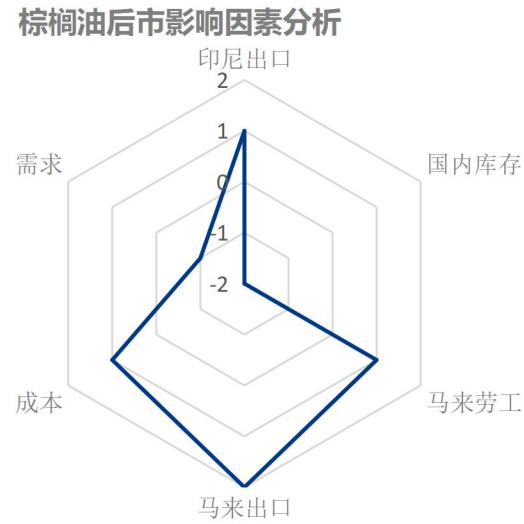 棕榈油后市影响因素分析
印尼出口
2
1
需求
国内库存
0
-1
-2
成本
马来劳工
马来出口